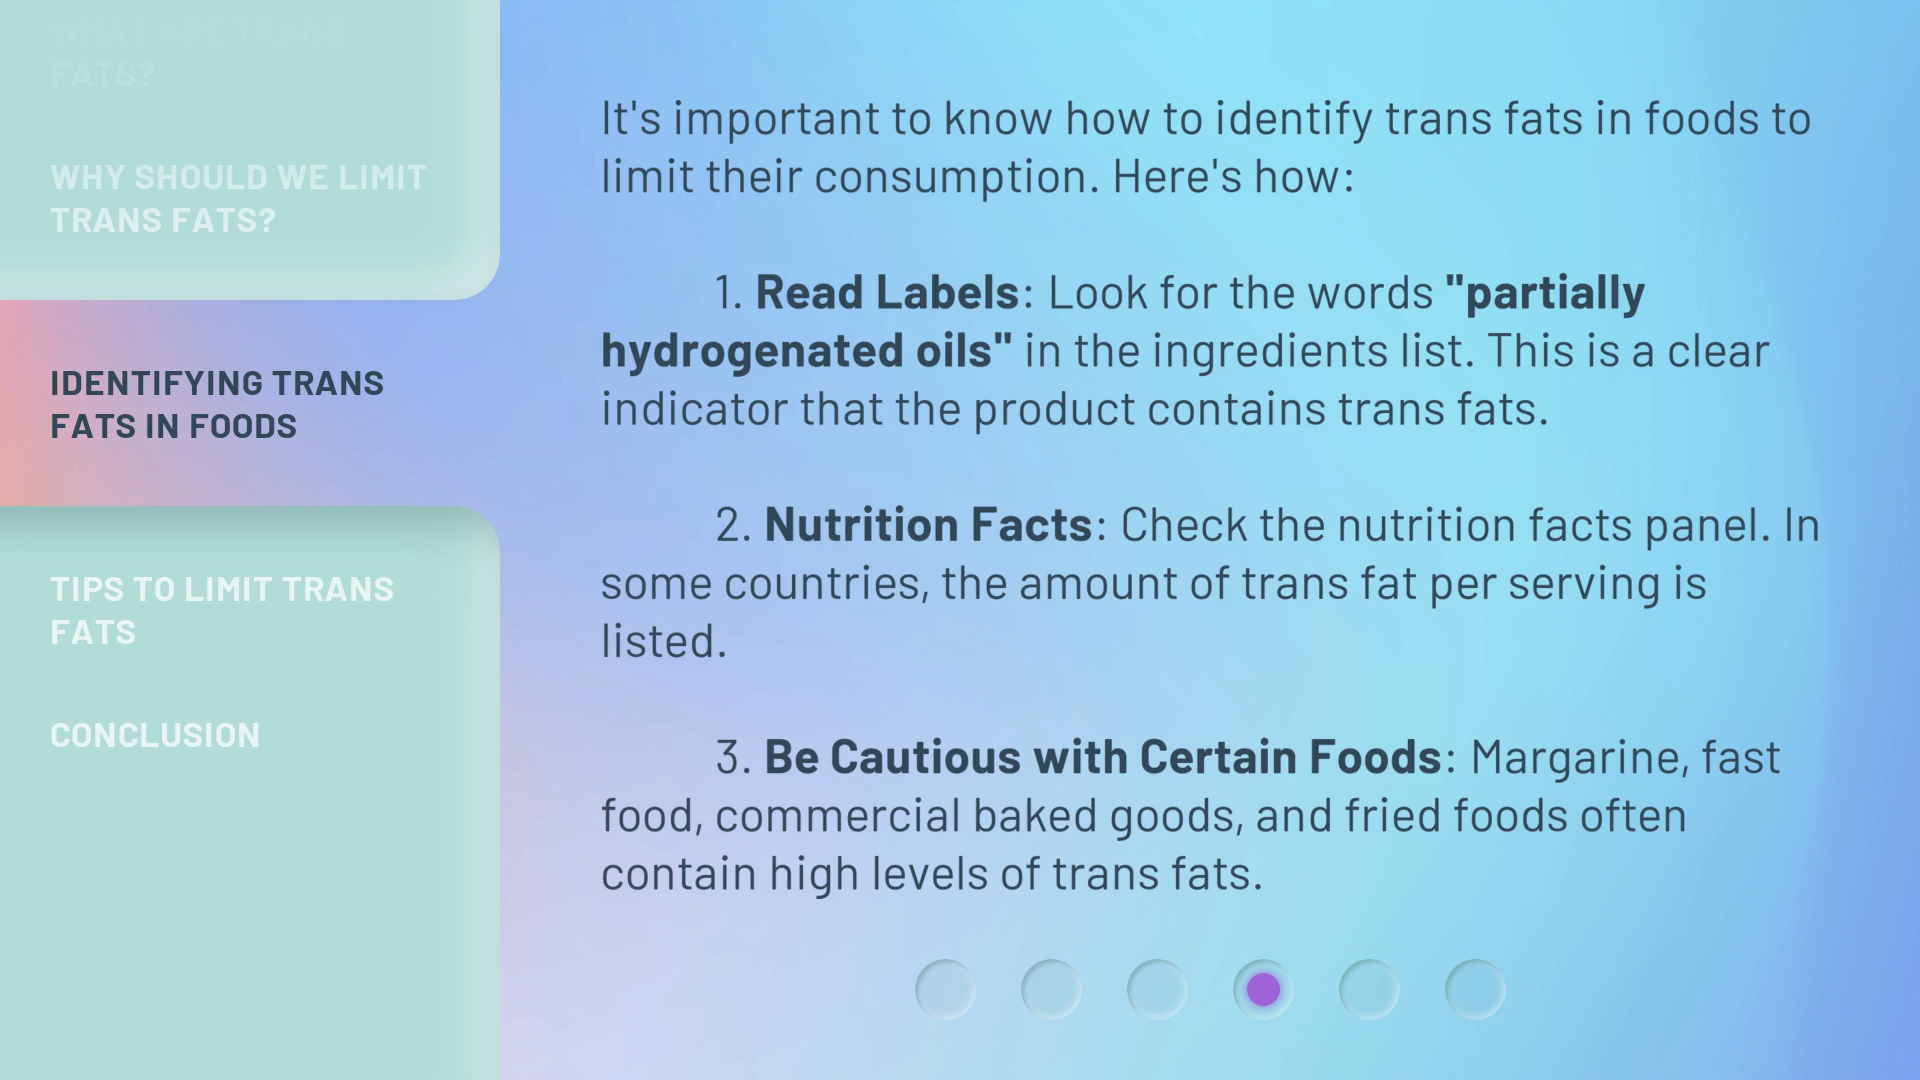 WHAT ARE TRANS
FATS?
WHY SHOULD WE LIMIT
TRANS FATS?
IDENTIFYING TRANS
FATS IN FOODS
TIPS TO LIMIT TRANS
FATS
CONCLUSION
It's important to know how to identify trans fats in foods to
limit their consumption. Here's how:
1. Read Labels: Look for the words "partially
hydrogenated oils" in the ingredients list. This is a clear
indicator that the product contains trans fats.
2. Nutrition Facts: Check the nutrition facts panel. In
some countries, the amount of trans fat per serving is
listed.
3. Be Cautious with Certain Foods: Margarine, fast
food, commercial baked goods, and fried foods often
contain high levels of trans fats.